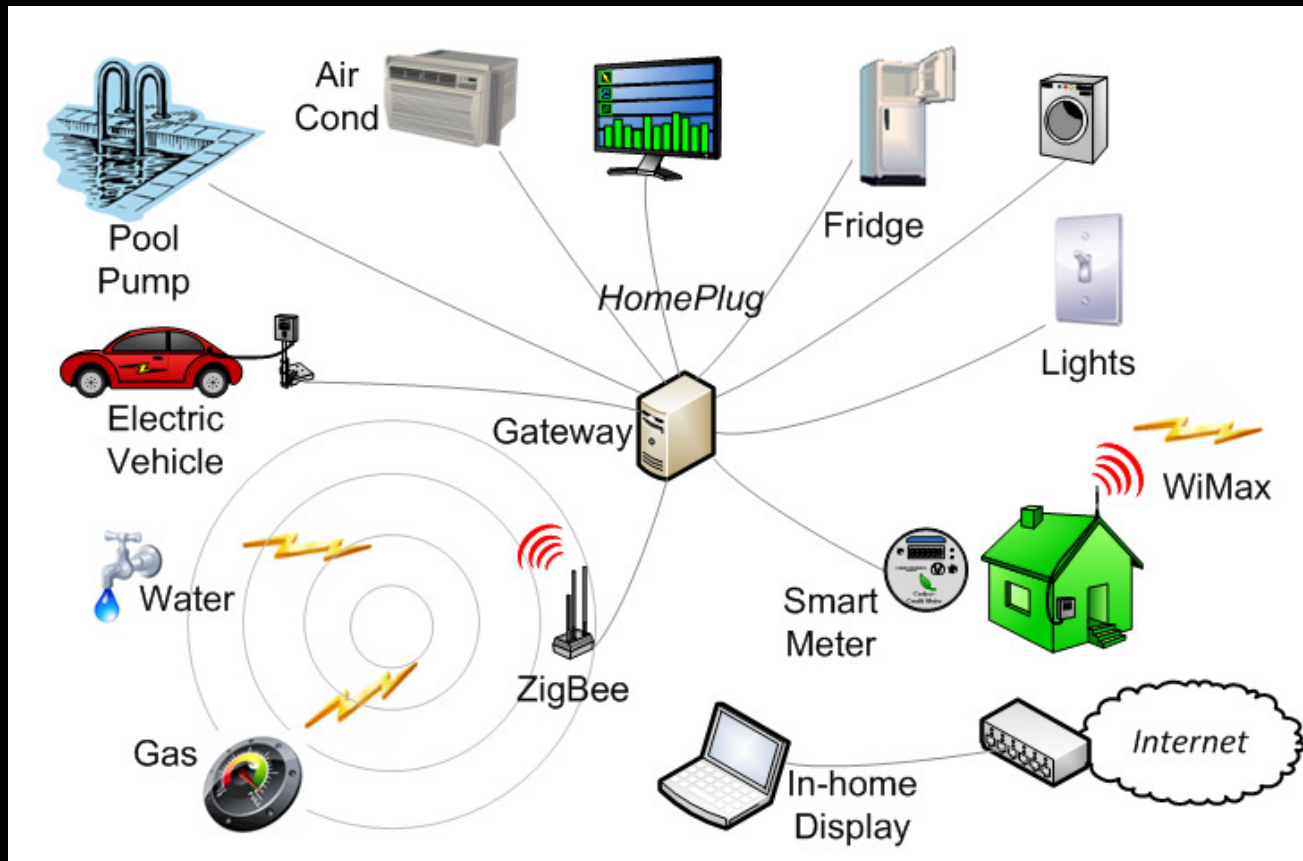 Air
Cond
Pool
Pump
Fridge
HomePlug
Lights
Electric
Vehicle
Gateway
WiMax
Water
Smart
Meter
ZigBee
Gas
In-home
Display
Internet